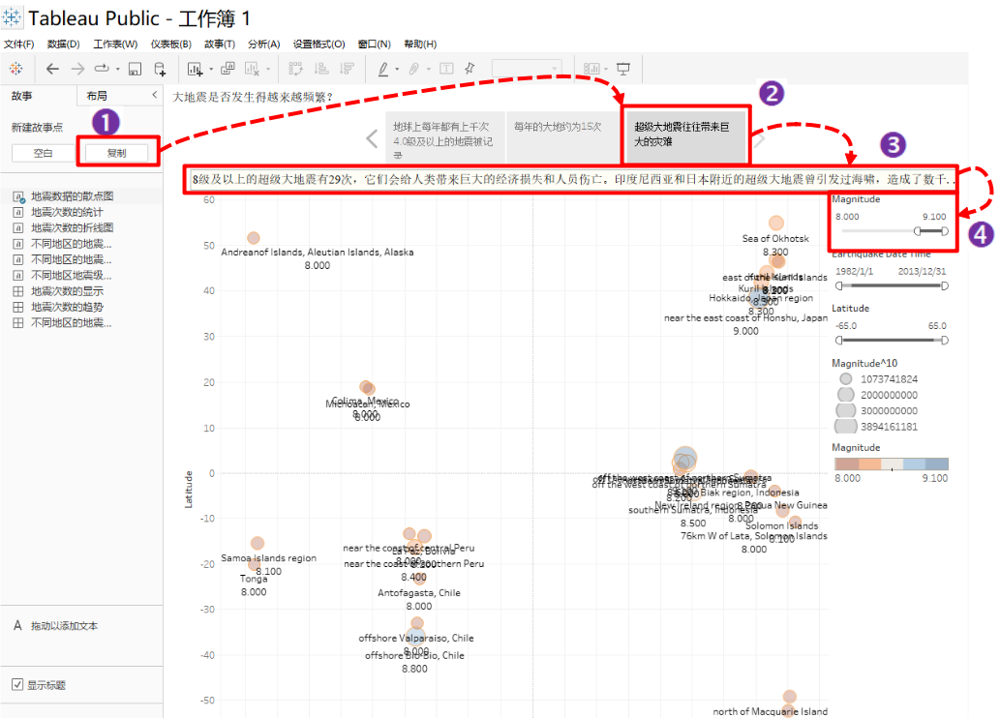 Tableau Public - 工作簿 1
文件(F) 数据(D) 工作表(W) 仪表板(B) 故事(T) 分析(A) 设置格式(O) 窗口(N) 帮助(H)
故事 布局
大地震是否发生得越来越频繁?
新建故事点
1
空白 复制
2
地球上每年都有上千次
4.0级及以上的地震被记
录
每年的大地约为15次
超级大地震往往带来巨
大的灾难
3
8级及以上的超级大地震有29次，它们会给人类带来巨大的经济损失和人员伤亡。印度尼西亚和日本附近的超级大地震曾引发过海啸，造成了数千..
4
地震数据的散点图
地震次数的统计
地震次数的折线图
不同地区的地震...
不同地区的地震...
不同地区地震级...
地震次数的显示
地震次数的趋势
不同地区的地震...
A 拖动以添加文本
显示标题
Latitude
60
50
40
30
20
10
0
-10
-20
-30
-40
-50
Andreanof Islands, Aleutian Islands, Alaska
8.000
Sea of Okhotsk
8.300
east of the Kuril Islands
Kuril Islands
Hokkaido, Japan region
8.300
near the east coast of Honshu, Japan
9.000
Colima, Mexico
Michoacan, Mexico
8.000
off the west coast of northern Sumatra
off the west coast of northern Sumatra
8.200
Biak region, Indonesia
New Ireland region, Papua New Guinea
southern Sumatra, Indonesia
8.000
8.500
Solomon Islands
8.100
76km W of Lata, Solomon Islands
8.000
near the coast of central Peru
La Paz, Bolivia
near the coast of southern Peru
8.400
Samoa Islands region
8.100
Tonga
8.000
Antofagasta, Chile
8.000
offshore Valparaiso, Chile
8.000
offshore Bio-Bio, Chile
8.800
north of Macquarie Island
Magnitude
8.000 9.100
Earthquake Date Time
1982/1/1 2013/12/31
Latitude
-65.0 65.0
Magnitude^10
1073741824
2000000000
3000000000
3894161181
Magnitude
8.000 9.100